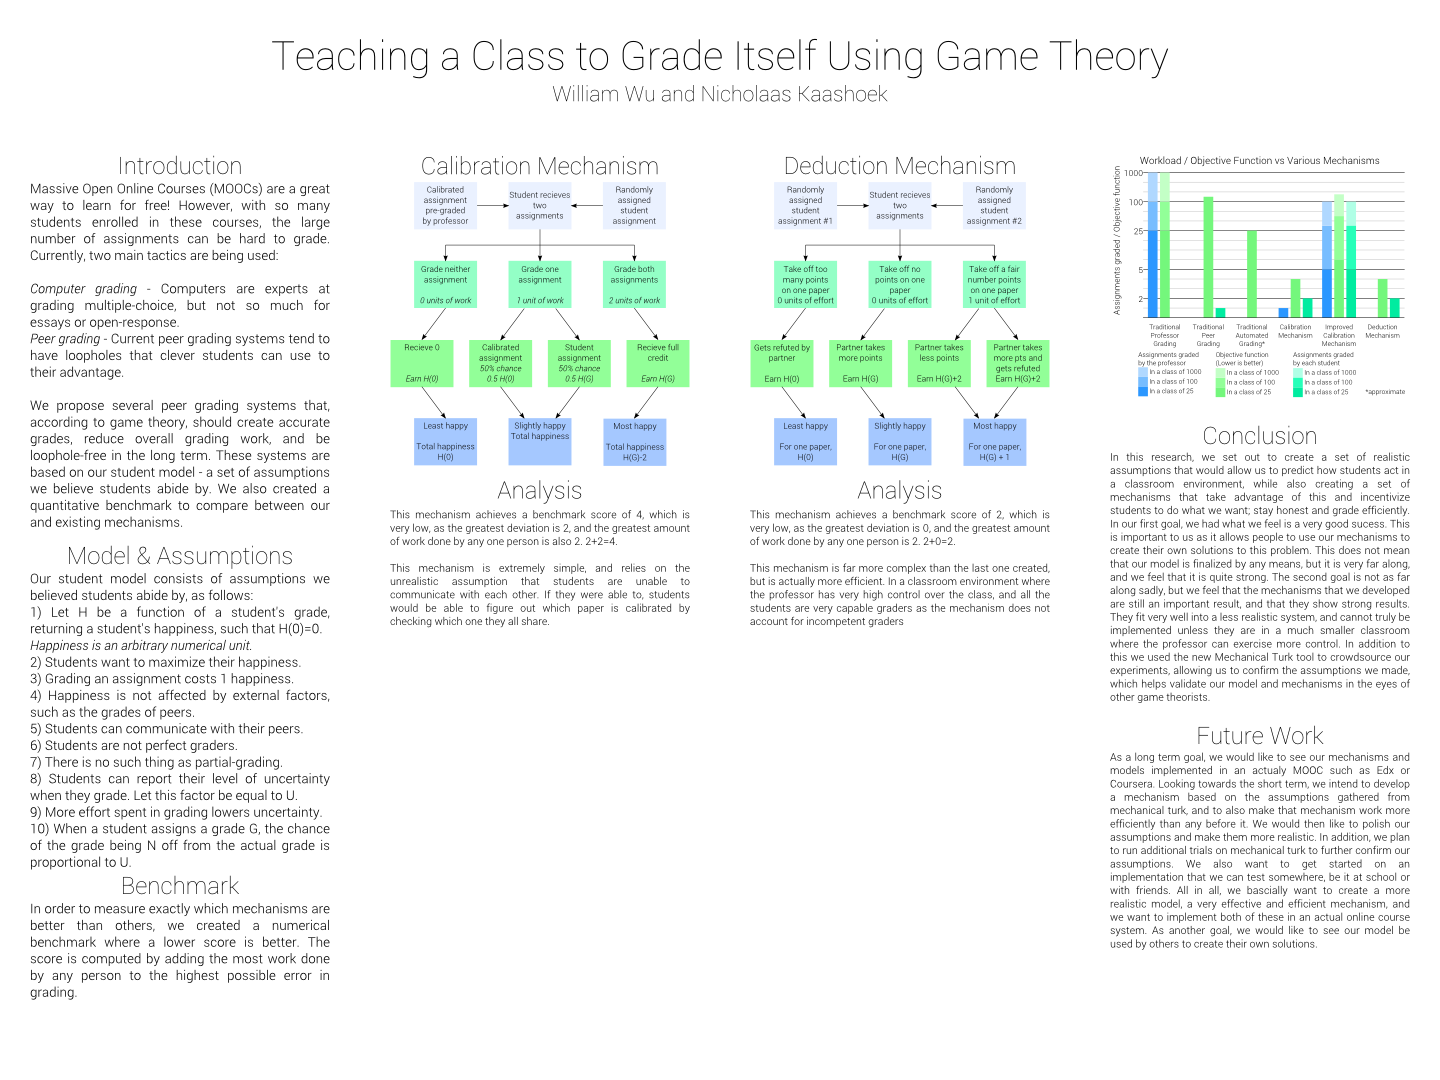 Teaching a Class to Grade Itself Using Game Theory
William Wu and Nicholaas Kaashoek
Introduction
Massive Open Online Courses (MOOCs) are a great
way to learn for free! However, with so many
students enrolled in these courses, the large
number of assignments can be hard to grade.
Currently, two main tactics are being used:
Computer grading - Computers are experts at
grading multiple-choice, but not so much for
essays or open-response.
Peer grading - Current peer grading systems tend to
have loopholes that clever students can use to
their advantage.
We propose several peer grading systems that,
according to game theory, should create accurate
grades, reduce overall grading work, and be
loophole-free in the long term. These systems are
based on our student model - a set of assumptions
we believe students abide by. We also created a
quantitative benchmark to compare between our
and existing mechanisms.
Model & Assumptions
Our student model consists of assumptions we
believed students abide by, as follows:
1) Let H be a function of a student's grade,
returning a student's happiness, such that H(0)=0.
Happiness is an arbitrary numerical unit.
2) Students want to maximize their happiness.
3) Grading an assignment costs 1 happiness.
4) Happiness is not affected by external factors,
such as the grades of peers.
5) Students can communicate with their peers.
6) Students are not perfect graders.
7) There is no such thing as partial-grading.
8) Students can report their level of uncertainty
when they grade. Let this factor be equal to U.
9) More effort spent in grading lowers uncertainty.
10) When a student assigns a grade G, the chance
of the grade being N off from the actual grade is
proportional to U.
Benchmark
In order to measure exactly which mechanisms are
better than others, we created a numerical
benchmark where a lower score is better. The
score is computed by adding the most work done
by any person to the highest possible error in
grading.
Calibration Mechanism
Calibrated
assignment
pre-graded
by professor
Student recieves
two
assignments
Randomly
assigned
student
assignment
Grade neither
assignment
0 units of work
Grade one
assignment
1 unit of work
Grade both
assignments
2 units of work
Recieve 0
Earn H(0)
Calibrated
assignment
50% chance
0.5 H(0)
Student
assignment
50% chance
0.5 H(G)
Recieve full
credit
Earn H(G)
Least happy
Total happiness
H(0)
Slightly happy
Total happiness
Most happy
Total happiness
H(G)-2
Analysis
This mechanism achieves a benchmark score of 4, which is
very low, as the greatest deviation is 2, and the greatest amount
of work done by any one person is also 2. 2+2=4.
This mechanism is extremely simple, and relies on the
unrealistic assumption that students are unable to
communicate with each other. If they were able to, students
would be able to figure out which paper is calibrated by
checking which one they all share.
Deduction Mechanism
Randomly
assigned
student
assignment #1
Student recieves
two
assignments
Randomly
assigned
student
assignment #2
Take off too
many points
on one paper
0 units of effort
Take off no
points on one
paper
0 units of effort
Take off a fair
number points
on one paper
1 unit of effort
Gets refuted by
partner
Earn H(0)
Partner takes
more points
Earn H(G)
Partner takes
less points
Earn H(G)+2
Partner takes
more pts and
gets refuted
Earn H(G)+2
Least happy
For one paper,
H(0)
Slightly happy
For one paper,
H(G)
Most happy
For one paper,
H(G) + 1
Analysis
This mechanism achieves a benchmark score of 2, which is
very low, as the greatest deviation is 0, and the greatest amount
of work done by any one person is 2. 2+0=2.
This mechanism is far more complex than the last one created,
but is actually more efficient. In a classroom environment where
the professor has very high control over the class, and all the
students are very capable graders as the mechanism does not
account for incompetent graders
Workload / Objective Function vs Various Mechanisms
Assignments graded / Objective function
1000
100
25
5
2
Traditional
Professor
Grading
Traditional
Peer
Grading
Traditional
Automated
Grading*
Calibration
Mechanism
Improved
Calibration
Mechanism
Deduction
Mechanism
Assignments graded
by the professor
In a class of 1000
In a class of 100
In a class of 25
Objective function
(Lower is better)
In a class of 1000
In a class of 100
In a class of 25
Assignments graded
by each student
In a class of 1000
In a class of 100
In a class of 25
*approximate
Conclusion
In this research, we set out to create a set of realistic
assumptions that would allow us to predict how students act in
a classroom environment, while also creating a set of
mechanisms that take advantage of this and incentivize
students to do what we want; stay honest and grade efficiently.
In our first goal, we had what we feel is a very good sucess. This
is important to us as it allows people to use our mechanisms to
create their own solutions to this problem. This does not mean
that our model is finalized by any means, but it is very far along,
and we feel that it is quite strong. The second goal is not as far
along sadly, but we feel that the mechanisms that we developed
are still an important result, and that they show strong results.
They fit very well into a less realistic system, and cannot truly be
implemented unless they are in a much smaller classroom
where the professor can exercise more control. In addition to
this we used the new Mechanical Turk tool to crowdsource our
experiments, allowing us to confirm the assumptions we made,
which helps validate our model and mechanisms in the eyes of
other game theorists.
Future Work
As a long term goal, we would like to see our mechanisms and
models implemented in an actualy MOOC such as Edx or
Coursera. Looking towards the short term, we intend to develop
a mechanism based on the assumptions gathered from
mechanical turk, and to also make that mechanism work more
efficiently than any before it. We would then like to polish our
assumptions and make them more realistic. In addition, we plan
to run additional trials on mechanical turk to further confirm our
assumptions. We also want to get started on an
implementation that we can test somewhere, be it at school or
with friends. All in all, we bascially want to create a more
realistic model, a very effective and efficient mechanism, and
we want to implement both of these in an actual online course
system. As another goal, we would like to see our model be
used by others to create their own solutions.